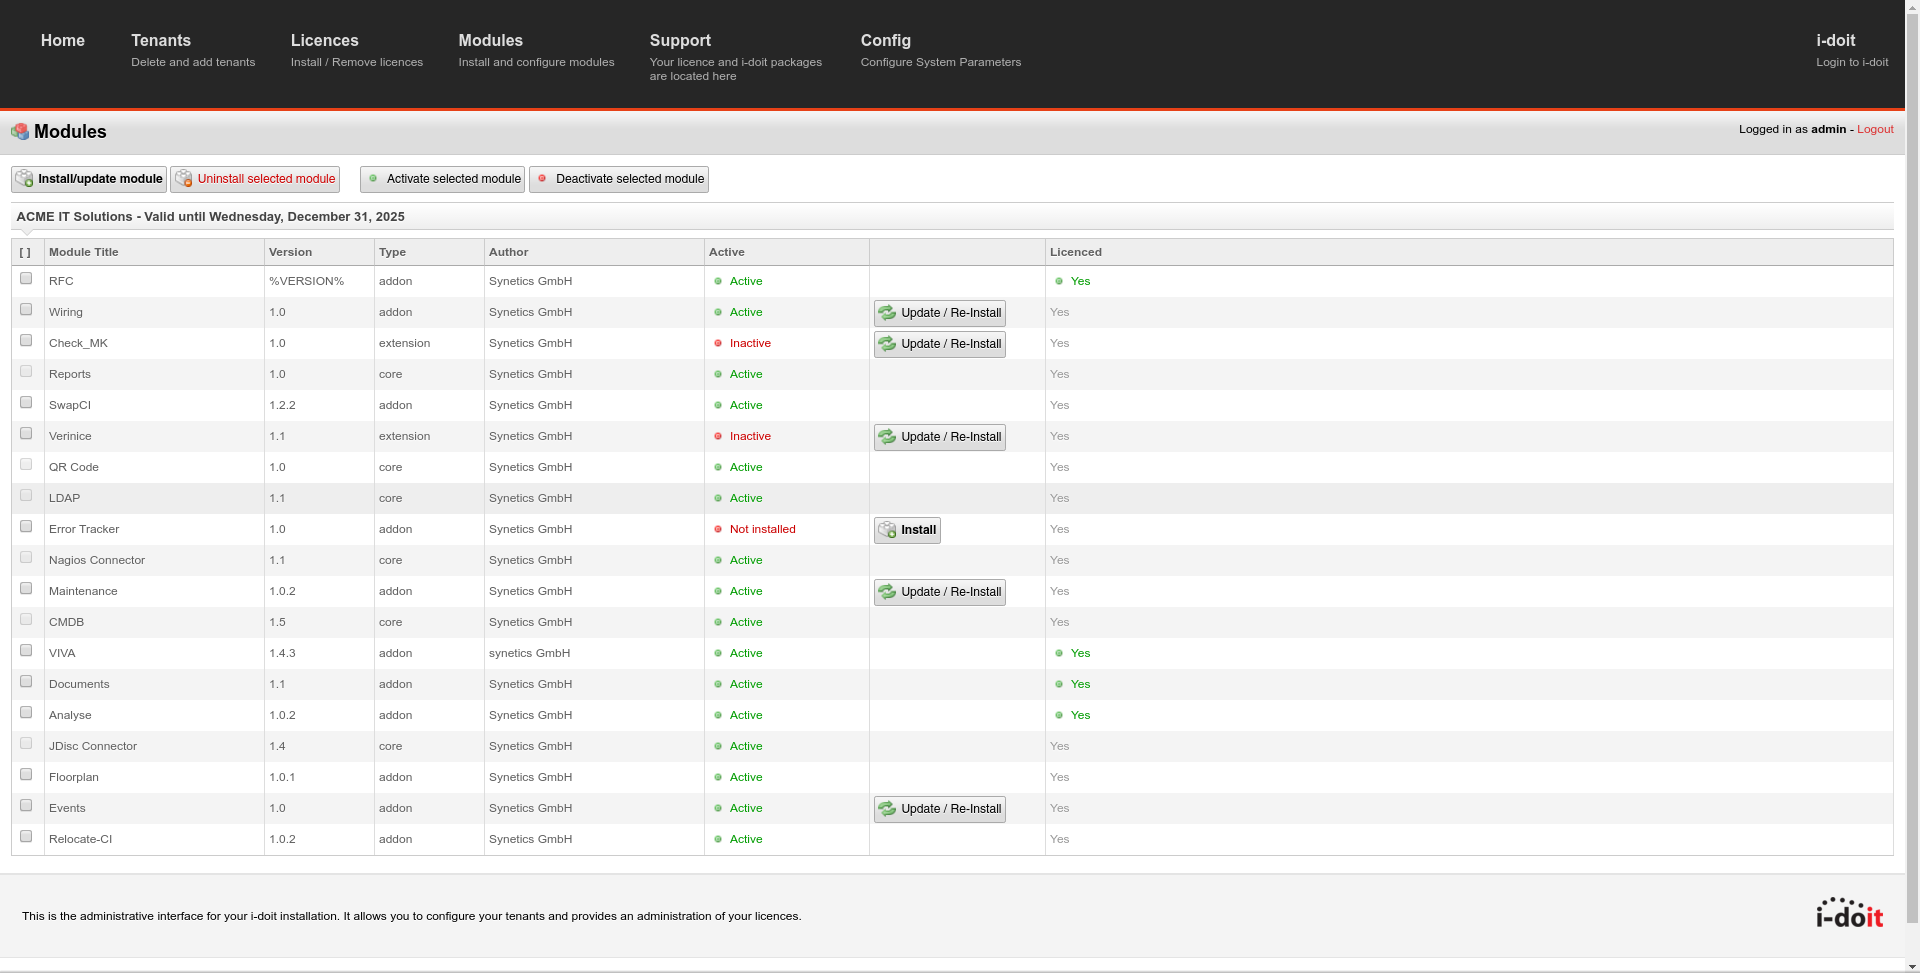 Home Tenants Licences Modules Support Config i-doit
Delete and add tenants Install / Remove licences Install and configure modules Your licence and i-doit packages Configure System Parameters Login to i-doit
are located here
Modules Logged in as admin - Logout
Install/update module Uninstall selected module Activate selected module Deactivate selected module
ACME IT Solutions - Valid until Wednesday, December 31, 2025
[ ] Module Title Version Type Author Active Licenced
RFC %VERSION% addon Synetics GmbH Active Yes
Wiring 1.0 addon Synetics GmbH Active Update / Re-Install Yes
Check_MK 1.0 extension Synetics GmbH Inactive Update / Re-Install Yes
Reports 1.0 core Synetics GmbH Active Yes
SwapCI 1.2.2 addon Synetics GmbH Active Yes
Verinice 1.1 extension Synetics GmbH Inactive Update / Re-Install Yes
QR Code 1.0 core Synetics GmbH Active Yes
LDAP 1.1 core Synetics GmbH Active Yes
Error Tracker 1.0 addon Synetics GmbH Not installed Install Yes
Nagios Connector 1.1 core Synetics GmbH Active Yes
Maintenance 1.0.2 addon Synetics GmbH Active Update / Re-Install Yes
CMDB 1.5 core Synetics GmbH Active Yes
VIVA 1.4.3 addon synetics GmbH Active Yes
Documents 1.1 addon Synetics GmbH Active Yes
Analyse 1.0.2 addon Synetics GmbH Active Yes
JDisc Connector 1.4 core Synetics GmbH Active Yes
Floorplan 1.0.1 addon Synetics GmbH Active Yes
Events 1.0 addon Synetics GmbH Active Update / Re-Install Yes
Relocate-CI 1.0.2 addon Synetics GmbH Active Yes
This is the administrative interface for your i-doit installation. It allows you to configure your tenants and provides an administration of your licences. i-doit